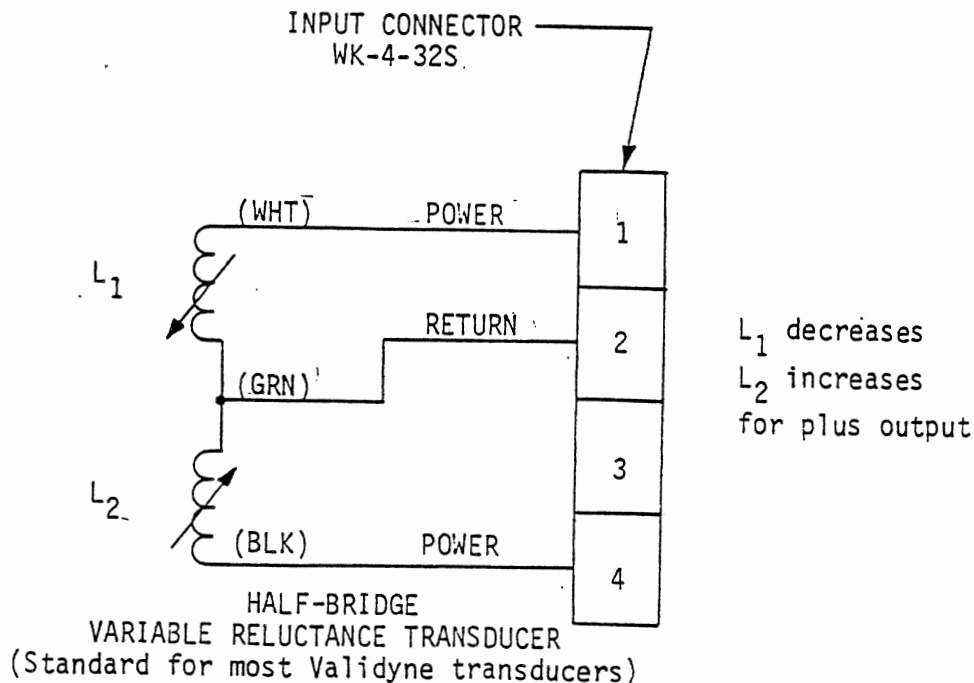 INPUT CONNECTOR
WK-4-32S
(WHT) POWER
1
L1
RETURN
2
L1 decreases
L2 increases
for plus output
(GRN)
3
L2
(BLK) POWER
4
HALF-BRIDGE
VARIABLE RELUCTANCE TRANSDUCER
(Standard for most Validyne transducers)